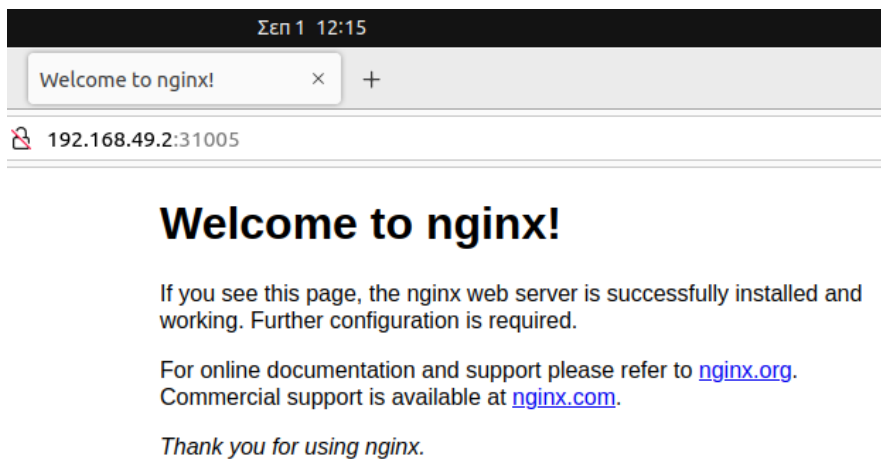 Σεπ 1 12:15
Welcome to nginx!
192.168.49.2:31005
Welcome to nginx!
If you see this page, the nginx web server is successfully installed and
working. Further configuration is required.
For online documentation and support please refer to nginx.org.
Commercial support is available at nginx.com.
Thank you for using nginx.